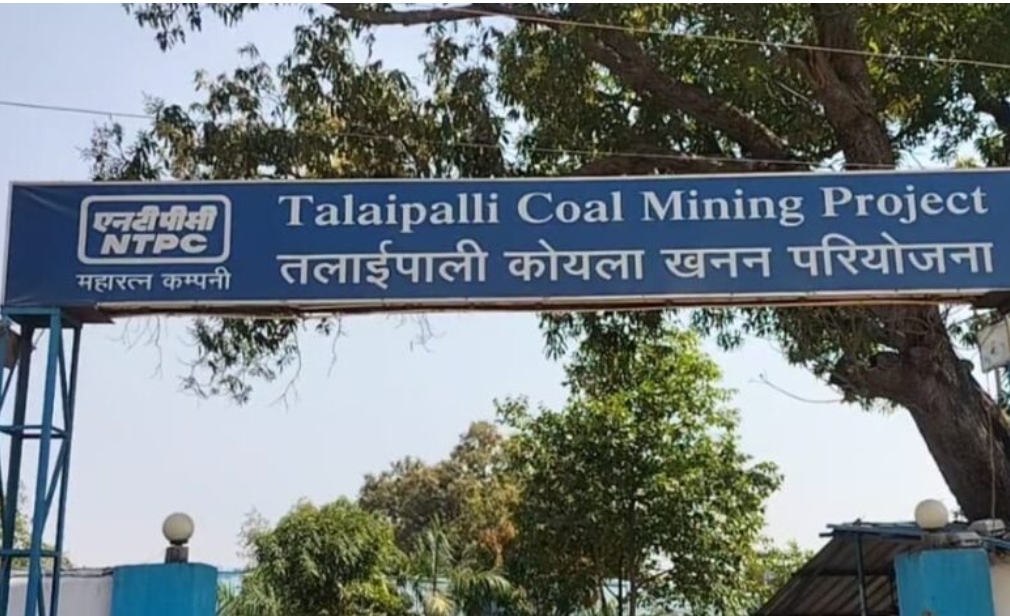 एनटीपीसी
NTPC
महारत्न कम्पनी
Talaipalli Coal Mining Project
तलाईपाली कोयला खनन परियोजना